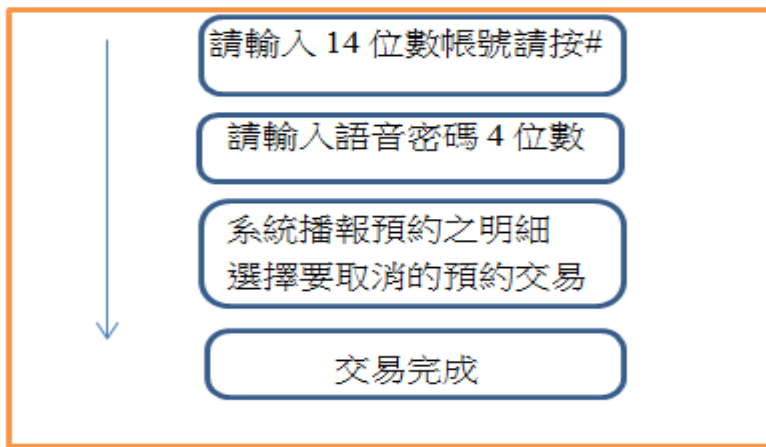 請輸入 14 位數帳號請按#
請輸入語音密碼 4 位數
系統播報預約之明細
選擇要取消的預約交易
交易完成